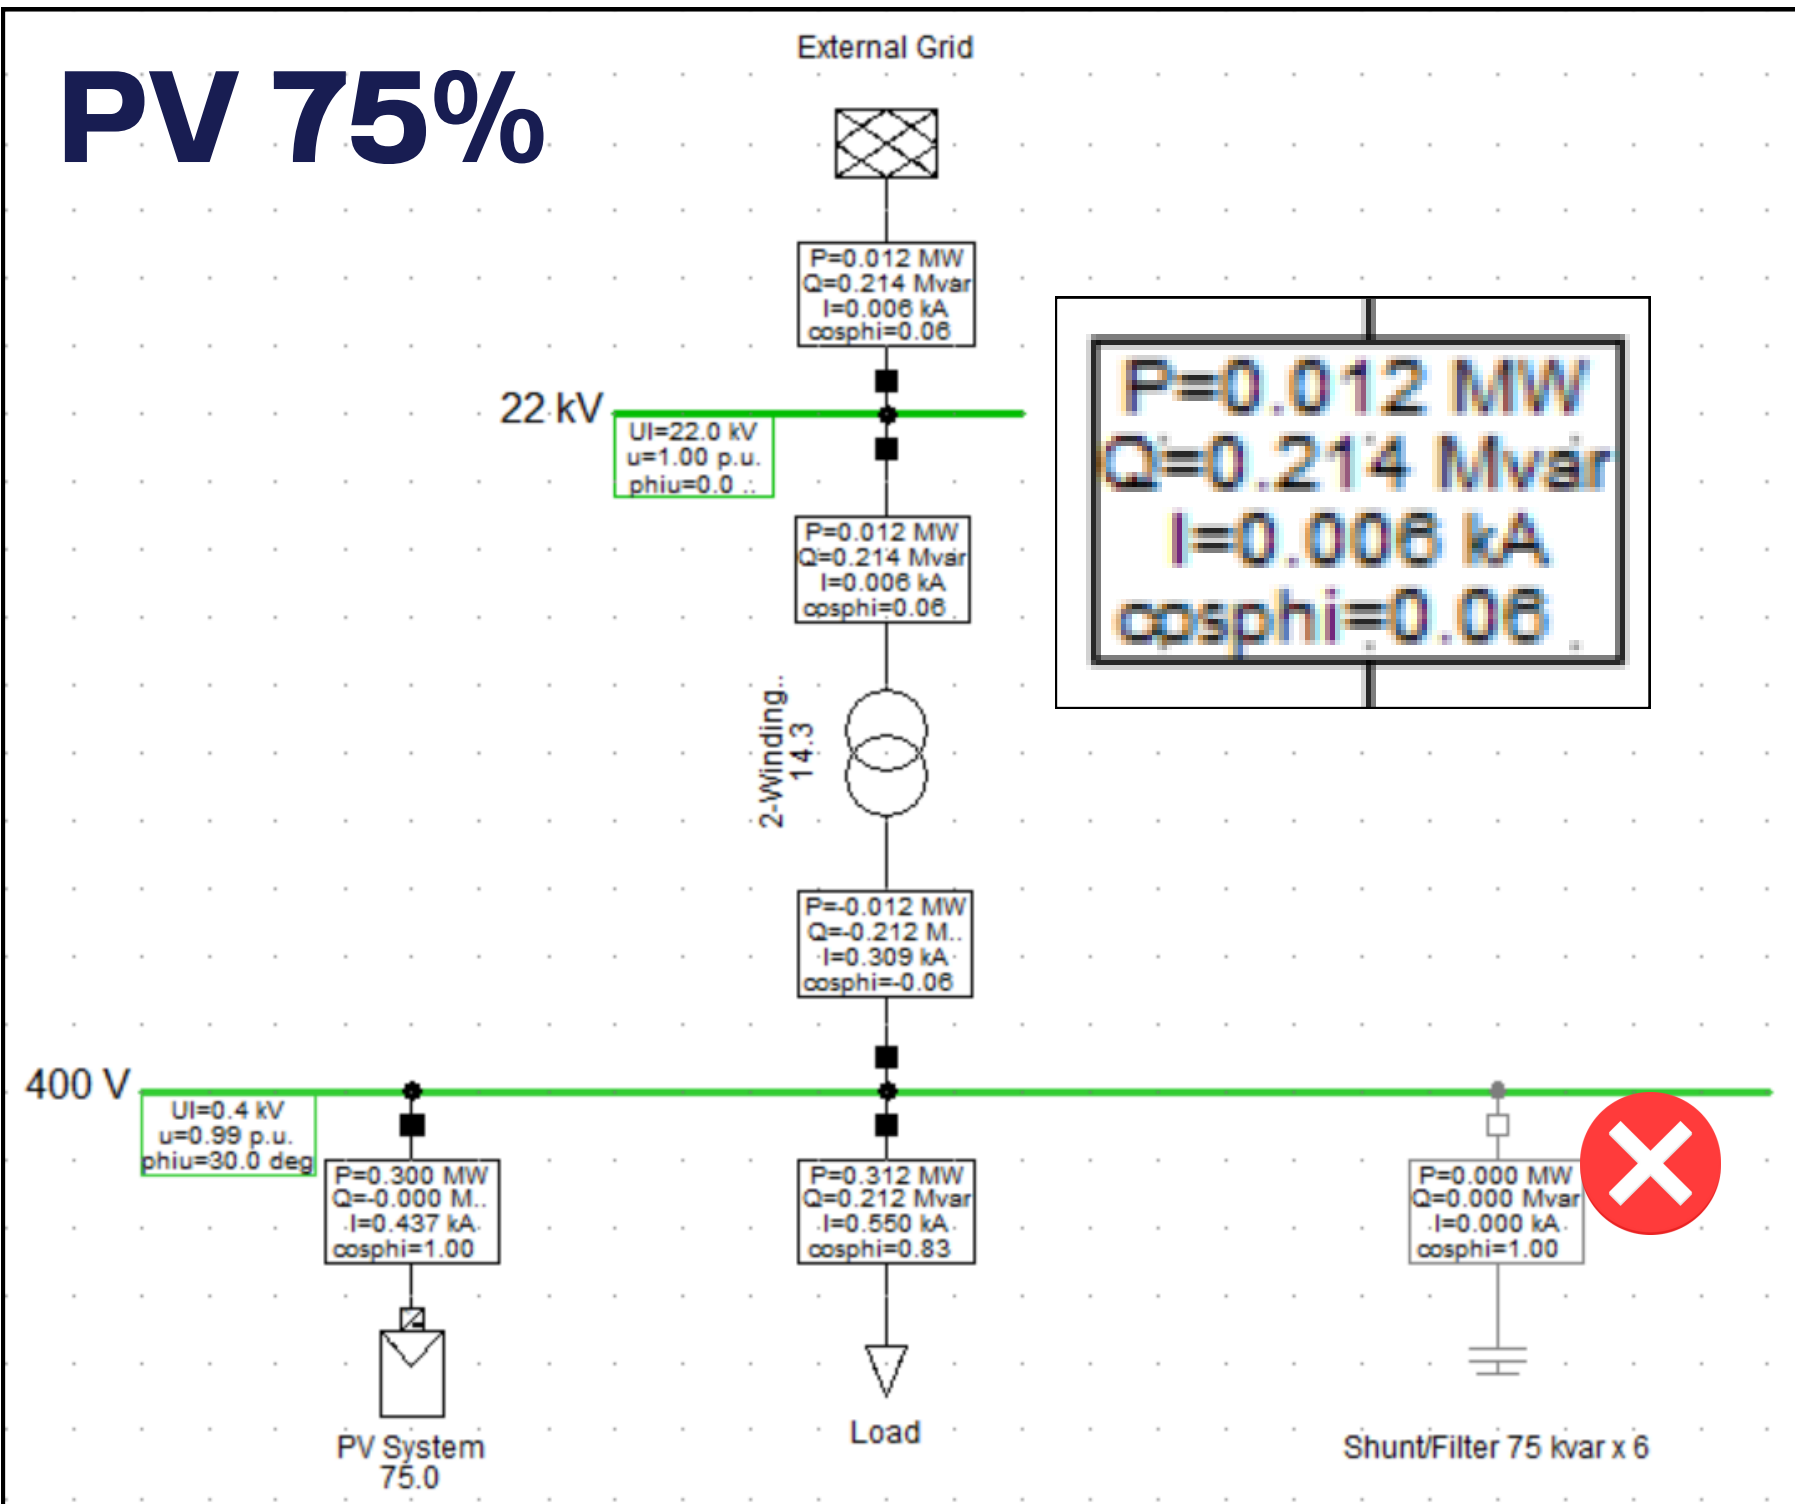 PV 75%
External Grid
P=0.012 MW
Q=0.214 Mvar
I=0.006 kA
cosphi=0.06
22 kV
Ul=22.0 kV
u=1.00 p.u.
phiu=0.0 ..
P=0.012 MW
Q=0.214 Mvar
I=0.006 kA
cosphi=0.06
P=0.012 MW
Q=0.214 Mvar
I=0.006 kA
cosphi=0.06
2-Winding..
14.3
P=-0.012 MW
Q=-0.212 M..
I=0.309 kA
cosphi=-0.06
400 V
Ul=0.4 kV
u=0.99 p.u.
phiu=30.0 deg
P=0.300 MW
Q=-0.000 M..
I=0.437 kA
cosphi=1.00
P=0.312 MW
Q=0.212 Mvar
I=0.550 kA
cosphi=0.83
P=0.000 MW
Q=0.000 Mvar
I=0.000 kA
cosphi=1.00
PV System
75.0
Load
Shunt/Filter 75 kvar x 6